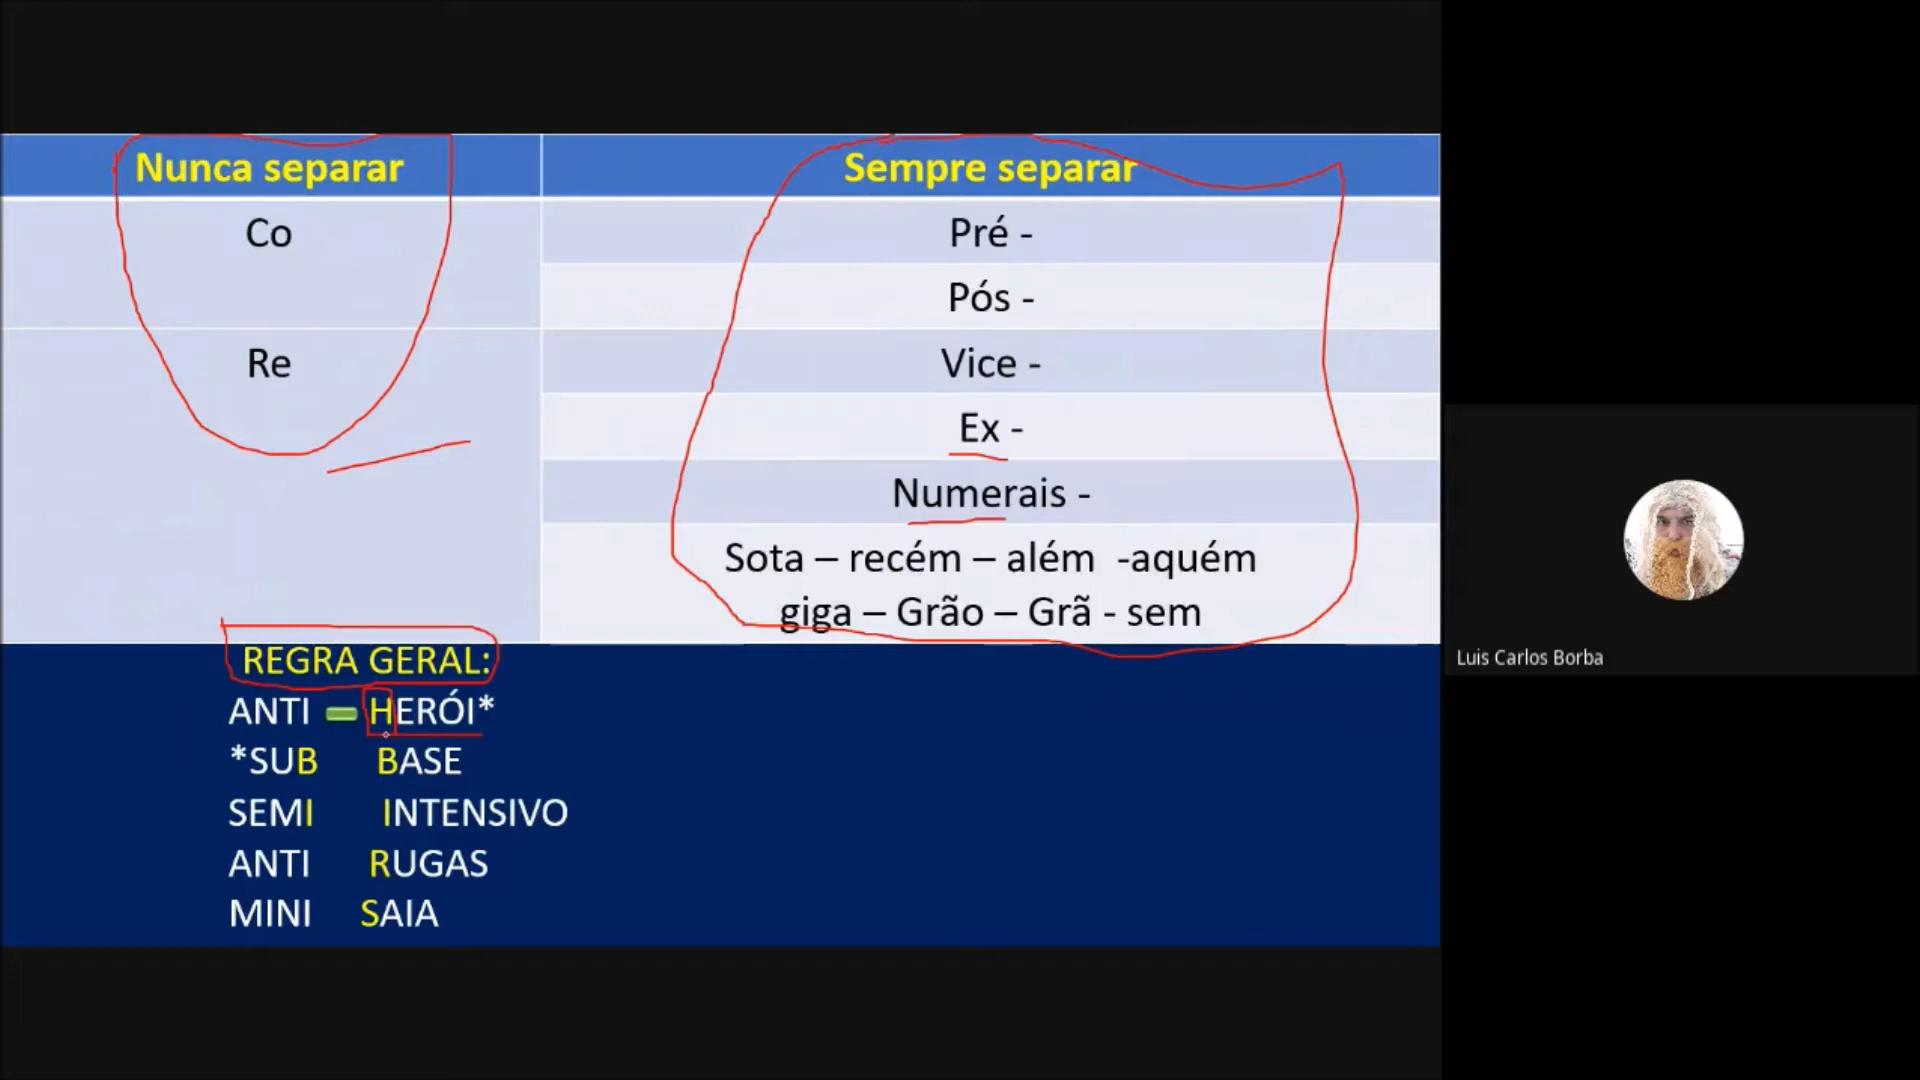 Nunca separar
Sempre separar
Co
Pré -
Pós -
Re
Vice -
Ex -
Numerais -
Sota – recém – além -aquém
giga – Grão – Grã - sem
REGRA GERAL:
ANTI HERÓI*
*SUB BASE
SEMI INTENSIVO
ANTI RUGAS
MINI SAIA
Luis Carlos Borba